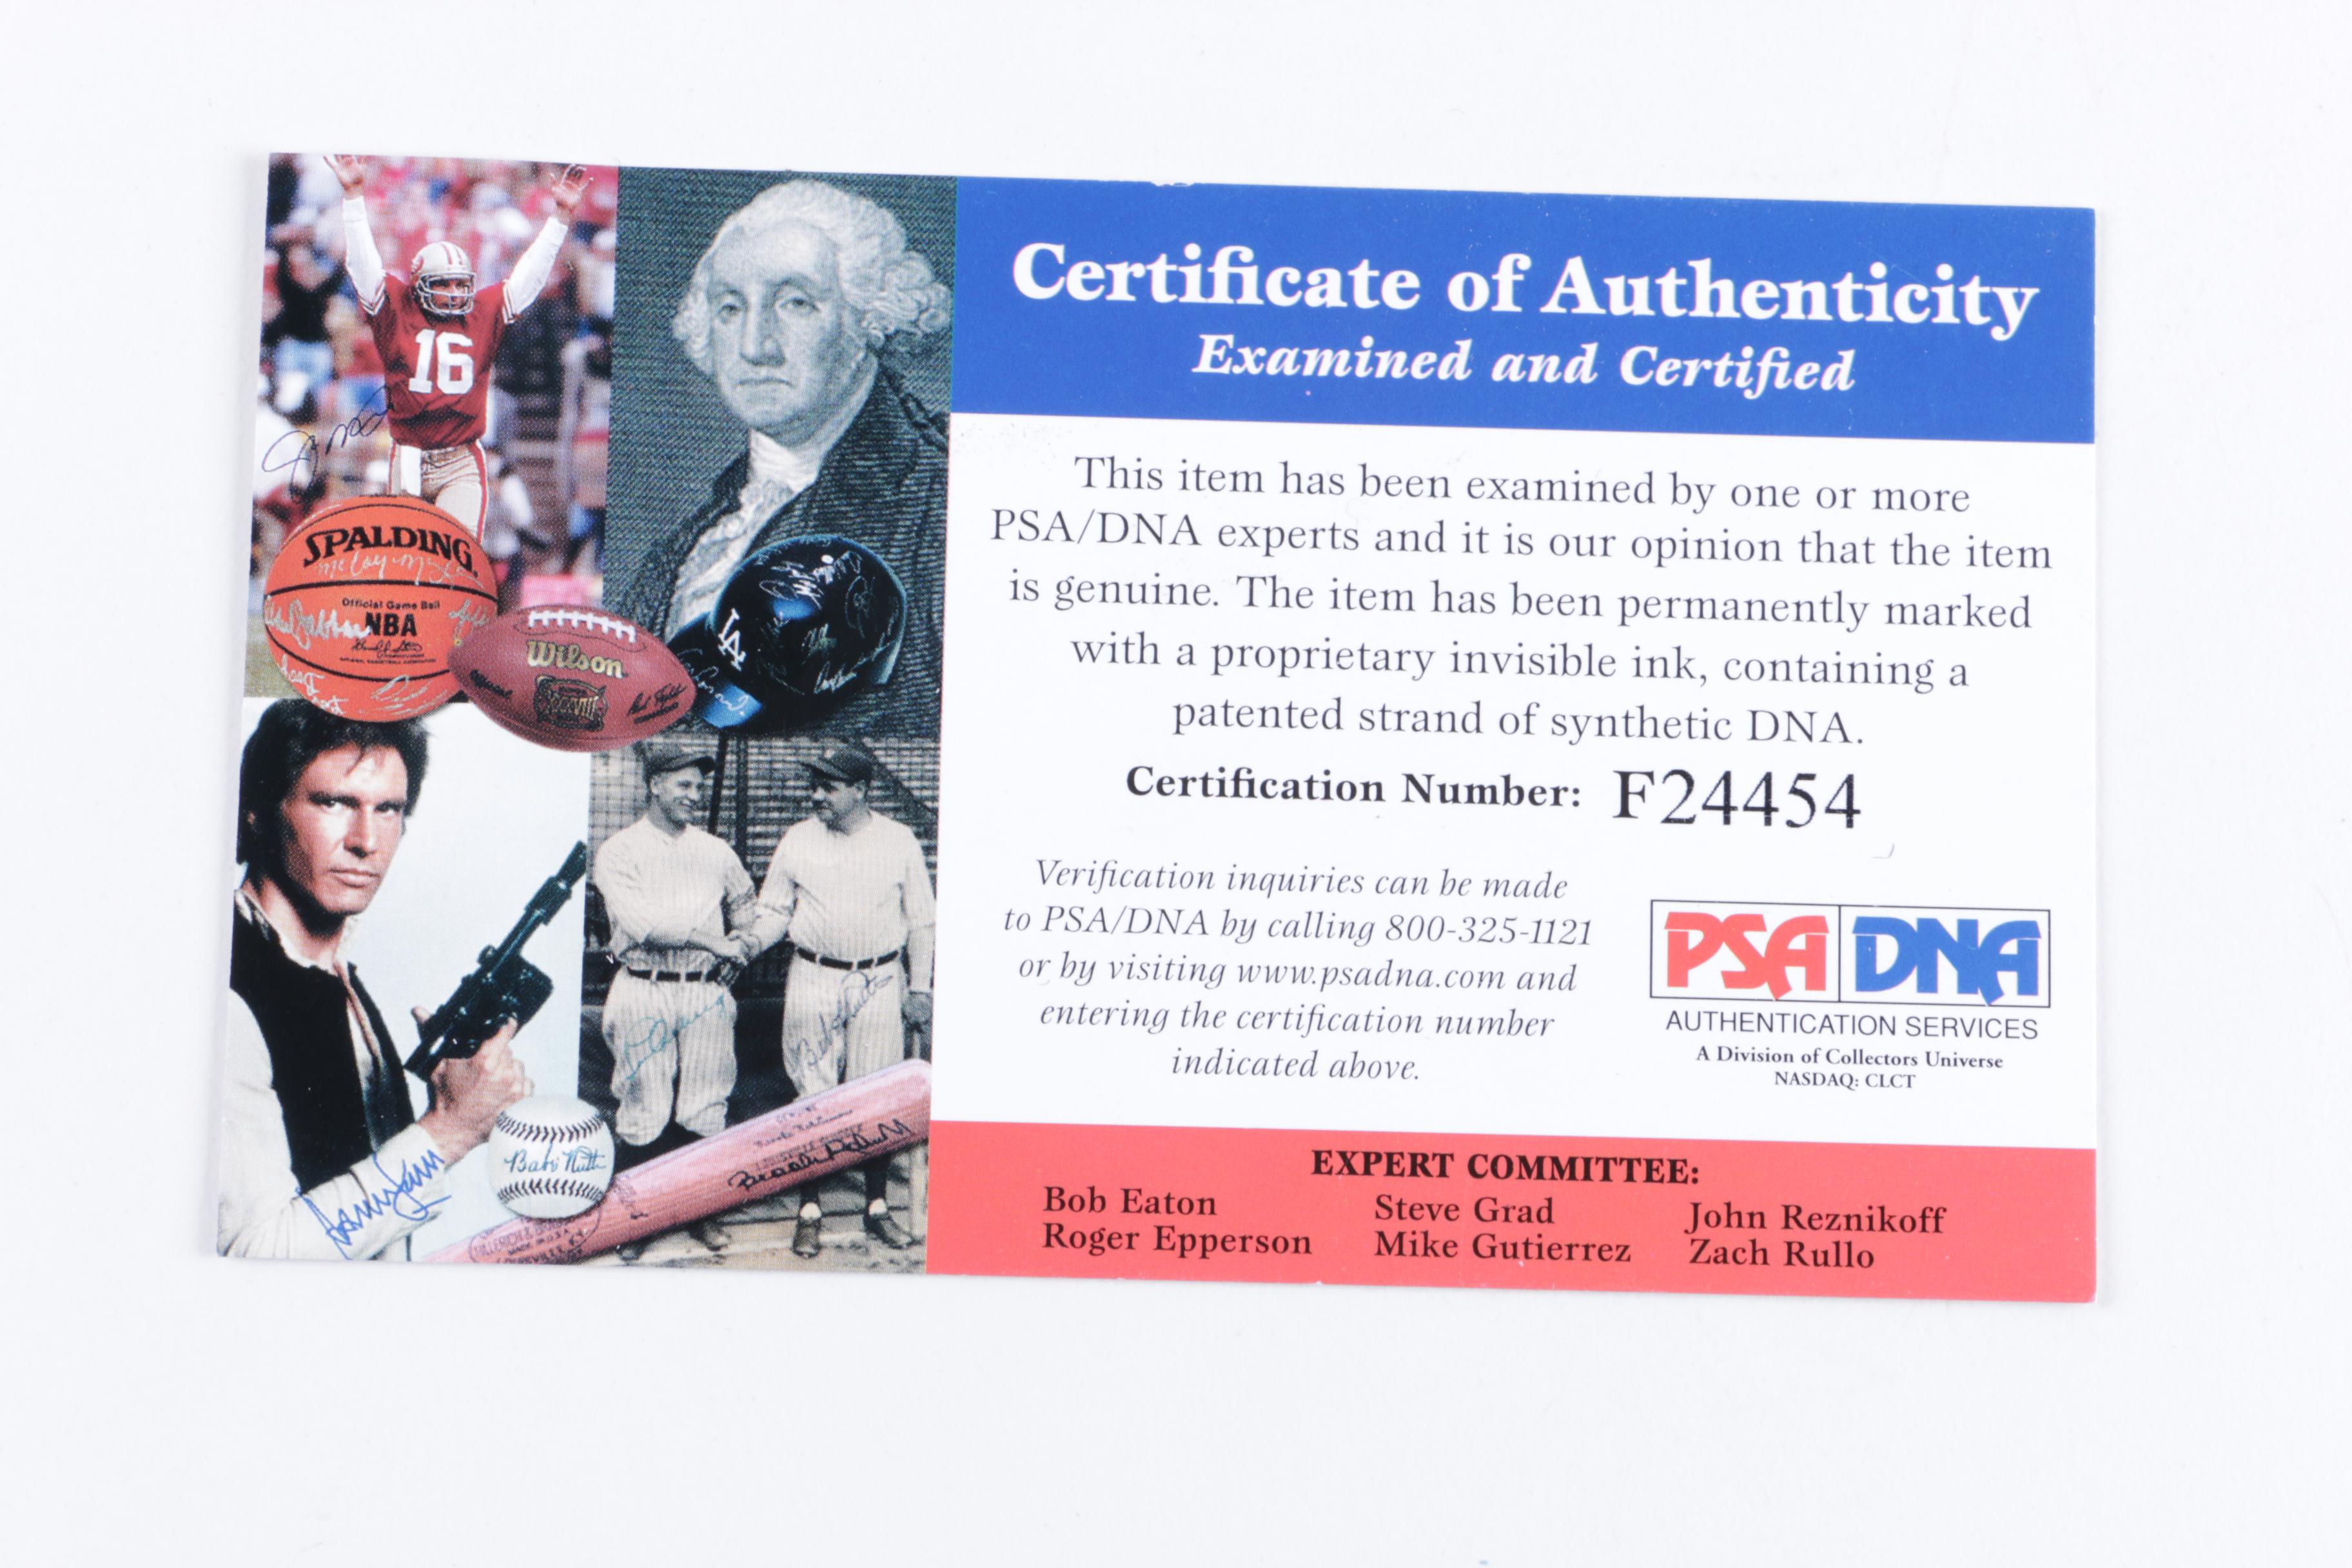 Certificate of Authenticity
Examined and Certified
This item has been examined by one or more
PSA/DNA experts and it is our opinion that the item
is genuine. The item has been permanently marked
with a proprietary invisible ink, containing a
patented strand of synthetic DNA.
Certification Number: F24454
Verification inquiries can be made
to PSA/DNA by calling 800-325-1121
or by visiting www.psadna.com and
entering the certification number
indicated above.
PSA DNA
AUTHENTICATION SERVICES
A Division of Collectors Universe
NASDAQ: CLCT
EXPERT COMMITTEE:
Bob Eaton Steve Grad John Reznikoff
Roger Epperson Mike Gutierrez Zach Rullo
16
SPALDING
Official Game Ball
NBA
Wilson
LA
Babe Ruth
Babe Ruth